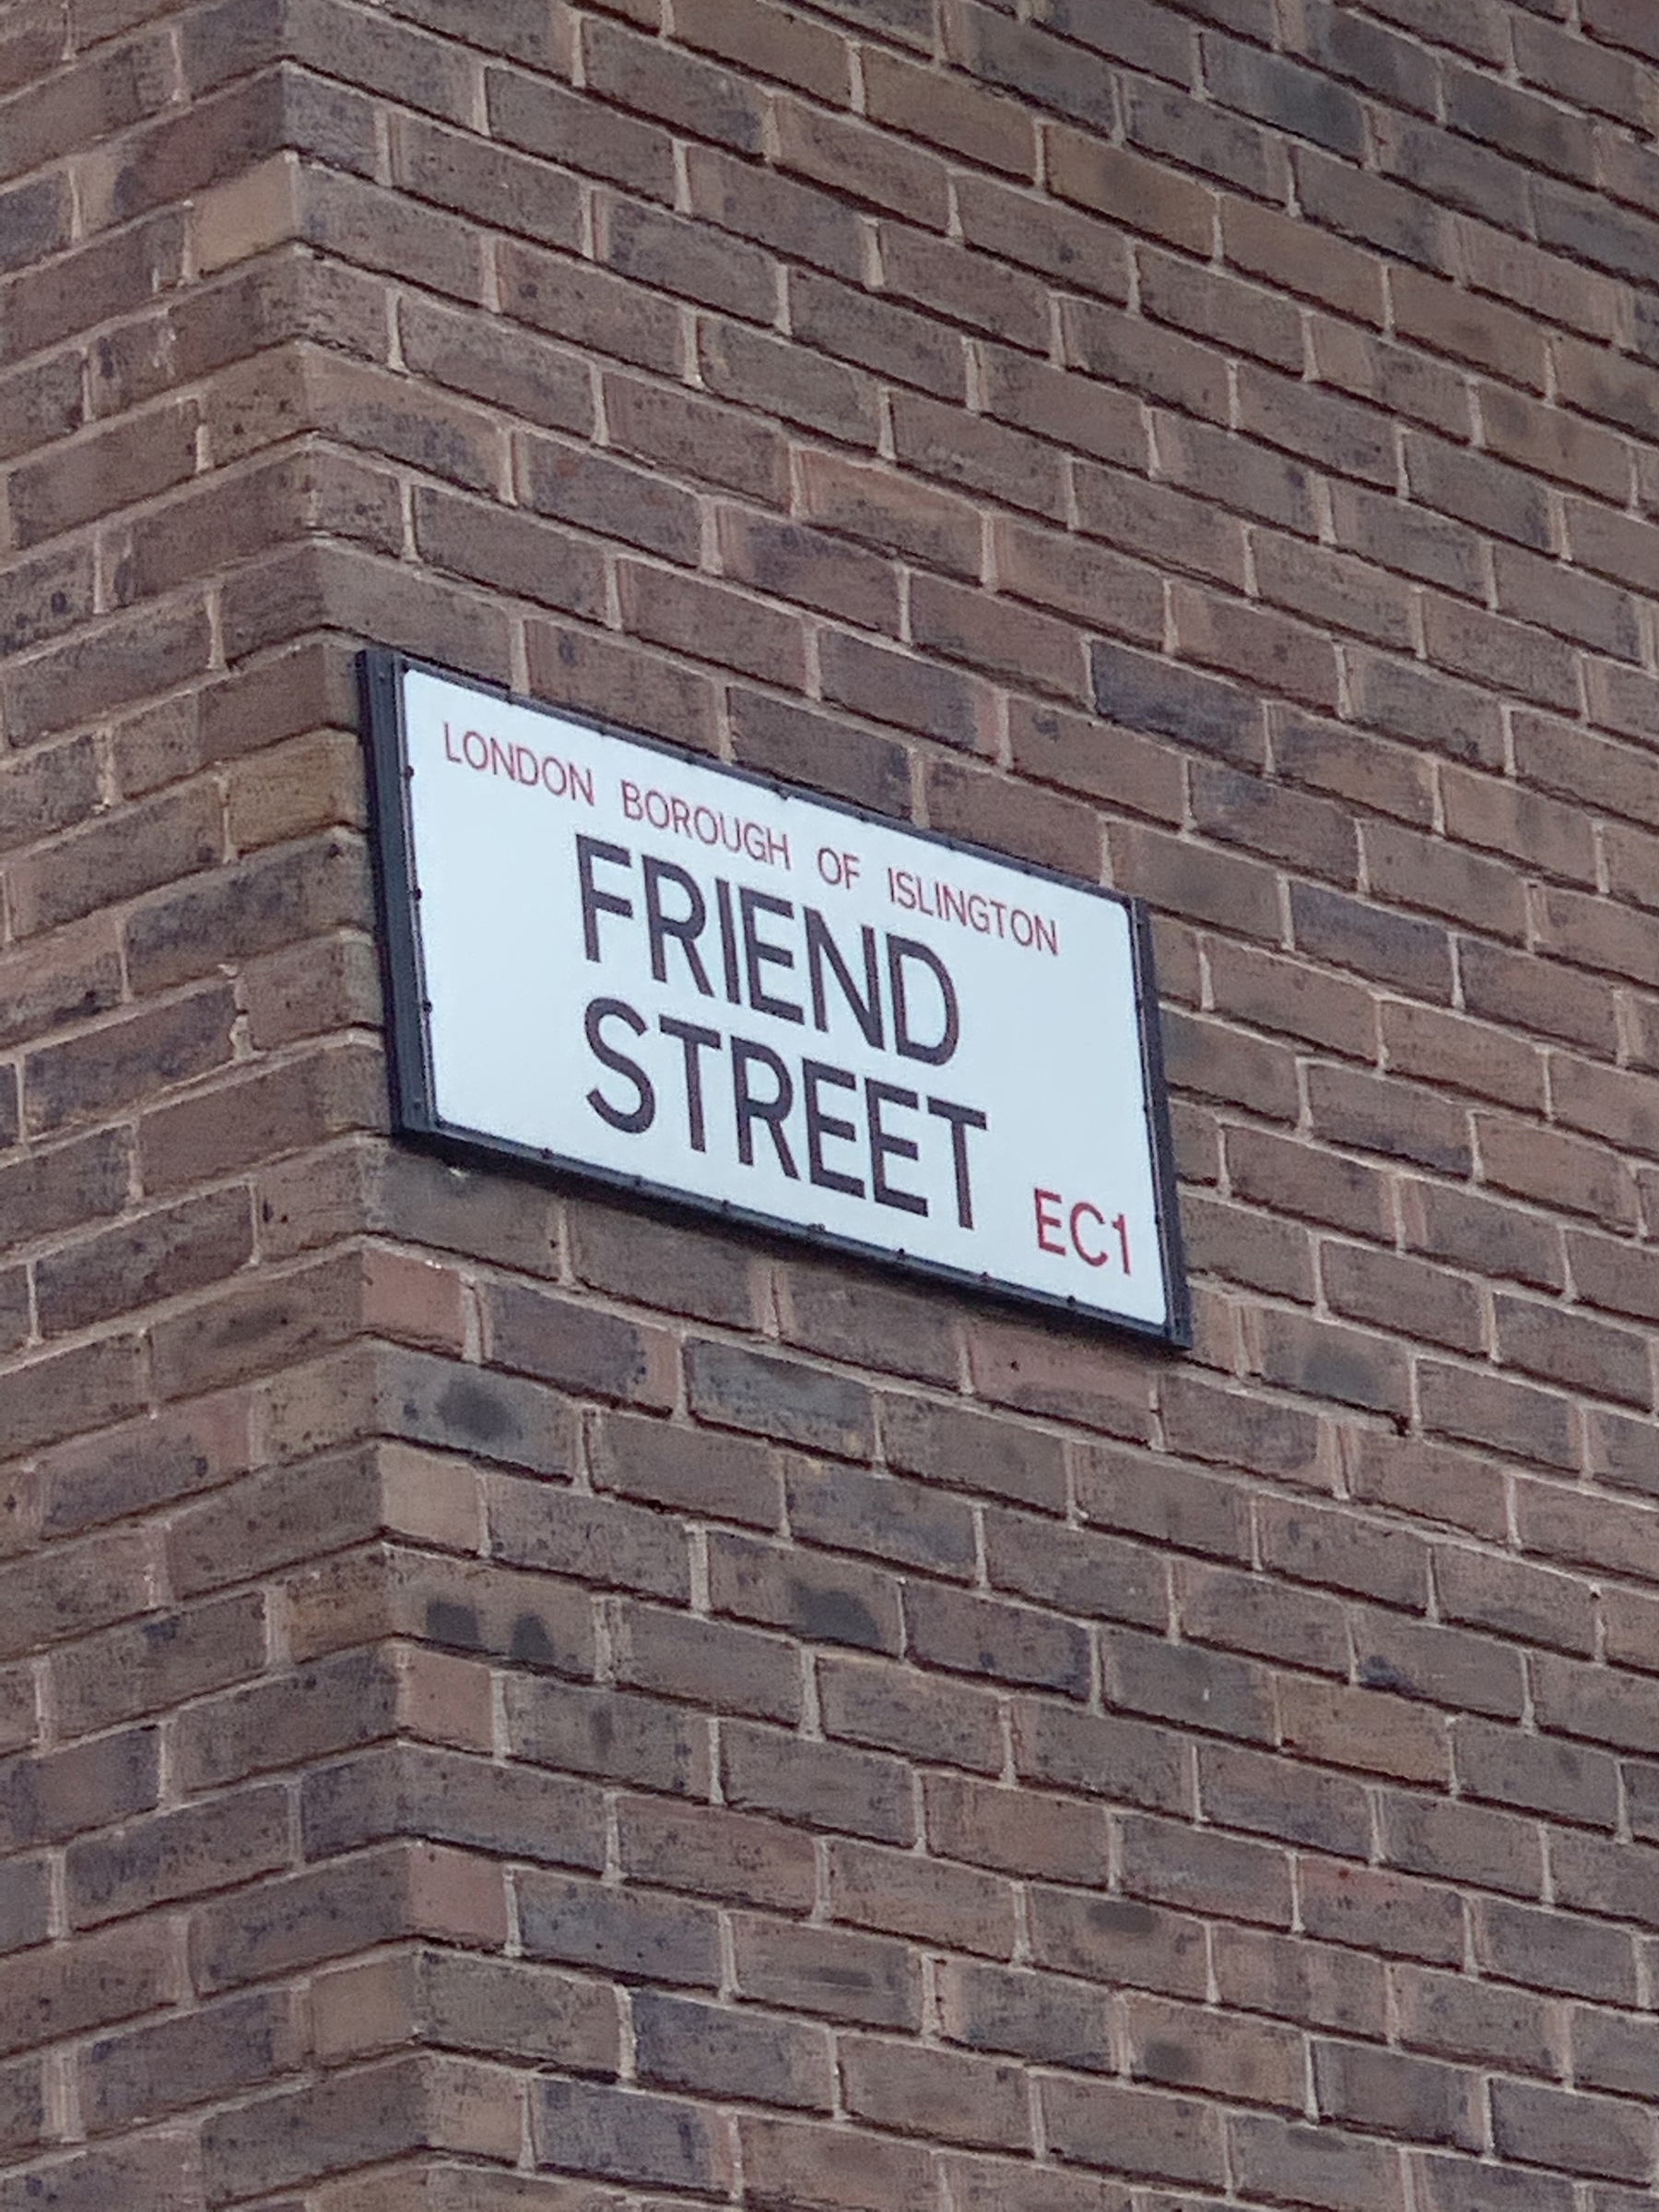 LONDON BOROUGH OF ISLINGTON
FRIEND
STREET
EC1